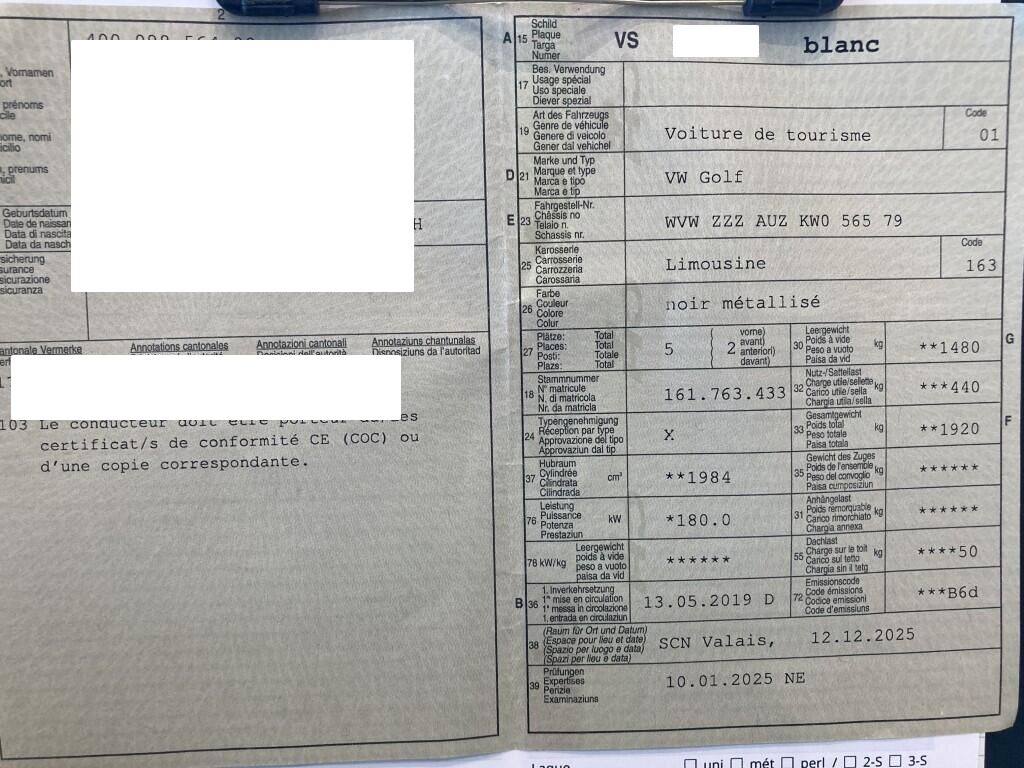 2
, Vornamen
prénoms
ome, nomi
, prenums
Geburtsdatum
Date de naissan
Data di nascita
Data da nasch
H
sicherung
surance
sicurazione
sicuranza
antonale Vermerke
Annotations cantonales
Annotazioni cantonali
Annotaziuns chantunalas
Disposiziuns da l'autoritad
103 Le conducteur doit être porteur
certificat/s de conformité CE (COC) ou
d'une copie correspondante.
A 15 Schild
Plaque
Targa
Numer
VS
blanc
17 Bes. Verwendung
Usage spécial
Uso speciale
Diever spezial
19 Art des Fahrzeugs
Genre de véhicule
Genere di veicolo
Gener dal vehichel
Voiture de tourisme
Code
01
D 21 Marke und Typ
Marque et type
Marca e tipo
Marca e tip
VW Golf
E 23 Fahrgestell-Nr.
Châssis no
Telaio n.
Schassis nr.
WVW ZZZ AUZ KW0 565 79
25 Karosserie
Carrosserie
Carrozzeria
Carossaria
Limousine
Code
163
26 Farbe
Couleur
Colore
Colur
noir métallisé
27 Plätze: Total
Places: Total
Posti: Totale
Plazs: Total
5
( 2 vorne)
avant)
anteriori)
davant)
30 Leergewicht
Poids à vide
Peso a vuoto
Paisa da vid
kg
**1480
G
18 Stammnummer
N° matricule
N. di matricola
Nr. da matricla
161.763.433
32 Nutz-/Sattellast
Charge utile/sellette
Carico utile/sella
Chargia utila/sella
kg
***440
24 Typengenehmigung
Réception par type
Approvazione del tipo
Approvaziun dal tip
X
33 Gesamtgewicht
Poids total
Peso totale
Paisa totala
kg
**1920
F
37 Hubraum
Cylindrée
Cilindrata
Cilindrada
cm³
**1984
35 Gewicht des Zuges
Poids de l'ensemble
Peso del convoglio
Paisa cumposiziun
kg
******
76 Leistung
Puissance
Potenza
Prestaziun
kW
*180.0
31 Anhängelast
Poids remorquable
Carico rimorchiato
Chargia annexa
kg
******
78 kW/kg
Leergewicht
poids à vide
peso a vuoto
paisa da vid
******
55 Dachlast
Charge sur le toit
Carico sul tetto
Chargia sin il tetg
kg
****50
B 36 1. Inverkehrsetzung
1re mise en circulation
1a messa in circolazione
1. entrada en circulaziun
13.05.2019 D
72 Emissionscode
Code émissions
Codice emissioni
Code d'emissiuns
***B6d
38 (Raum für Ort und Datum)
(Espace pour lieu et date)
(Spazio per luogo e data)
(Spazi per lieu e data)
SCN Valais, 12.12.2025
39 Prüfungen
Expertises
Perizie
Examinaziuns
10.01.2025 NE
Laque
☐ uni ☐ mét ☐ perl / ☐ 2-S ☐ 3-S